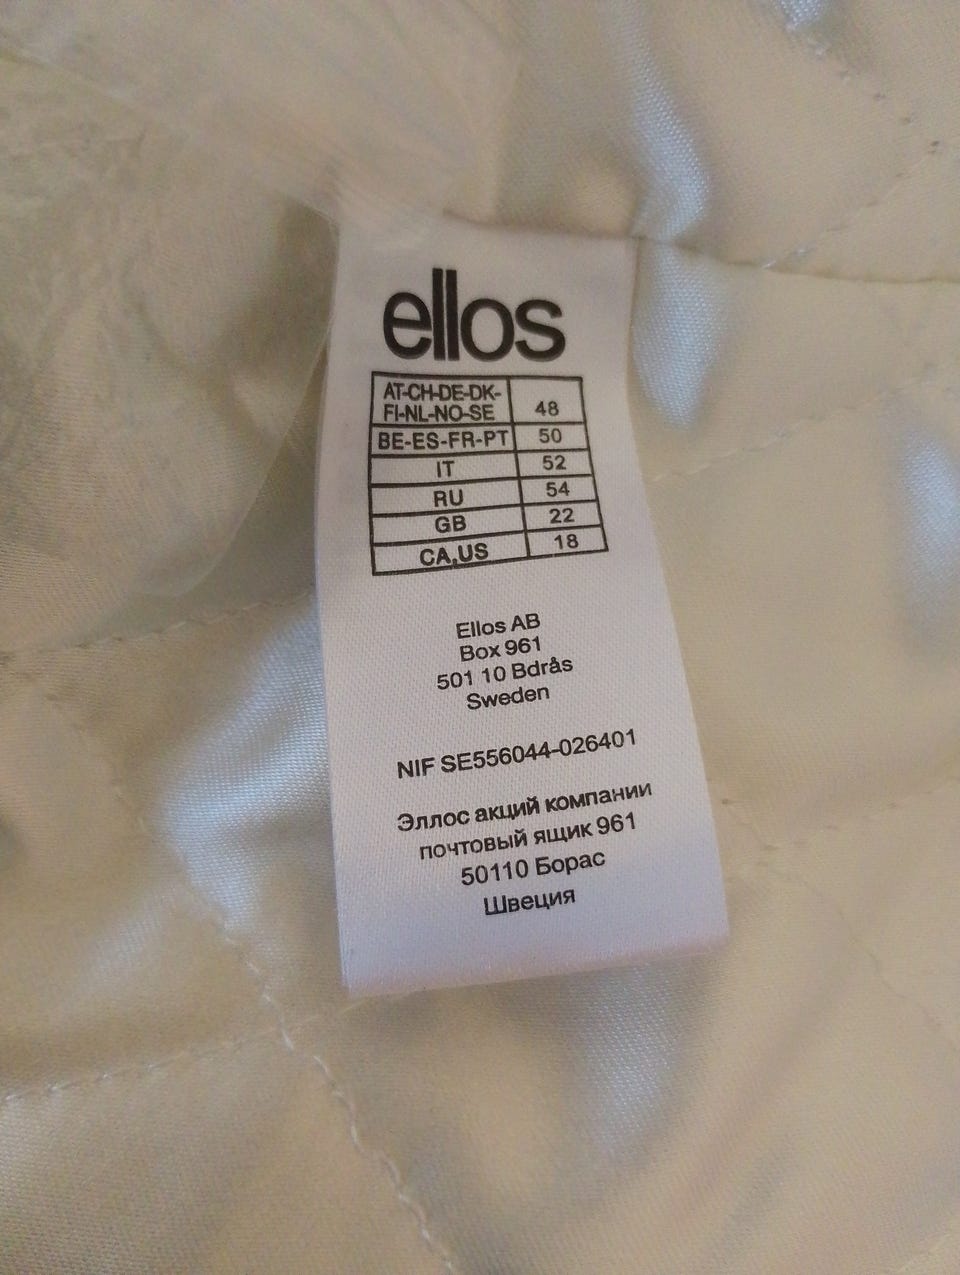 ellos
AT-CH-DE-DK-
FI-NL-NO-SE 48
BE-ES-FR-PT 50
IT 52
RU 54
GB 22
CA,US 18
Ellos AB
Box 961
501 10 Bdrås
Sweden
NIF SE556044-026401
Эллос акций компании
почтовый ящик 961
50110 Борас
Швеция